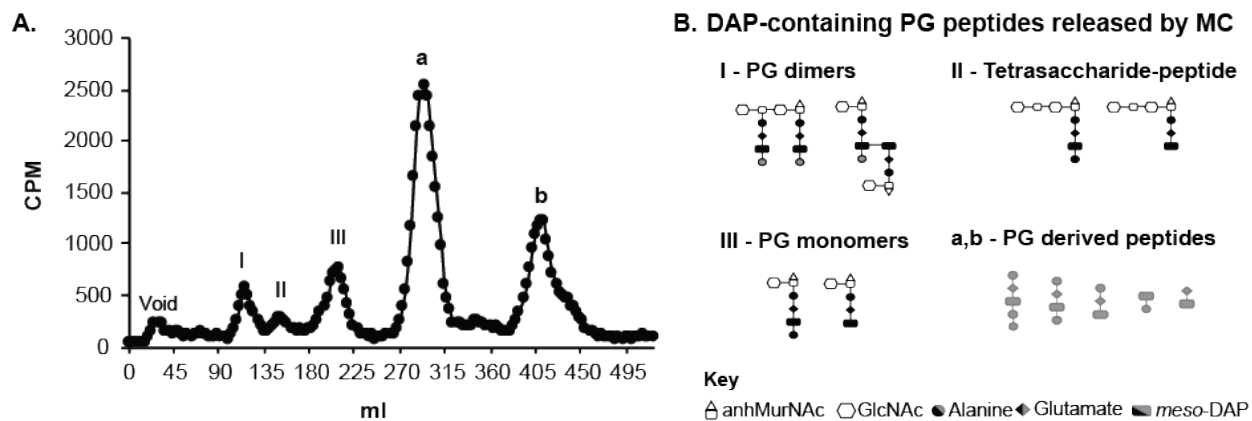 A.
3000
2500
2000
1500
1000
500
0
CPM
Void
I
II
III
a
b
0 45 90 135 180 225 270 315 360 405 450 495
ml
B. DAP-containing PG peptides released by MC
I - PG dimers
II - Tetrasaccharide-peptide
III - PG monomers
a,b - PG derived peptides
Key
anhMurNAc GlcNAc Alanine Glutamate meso-DAP